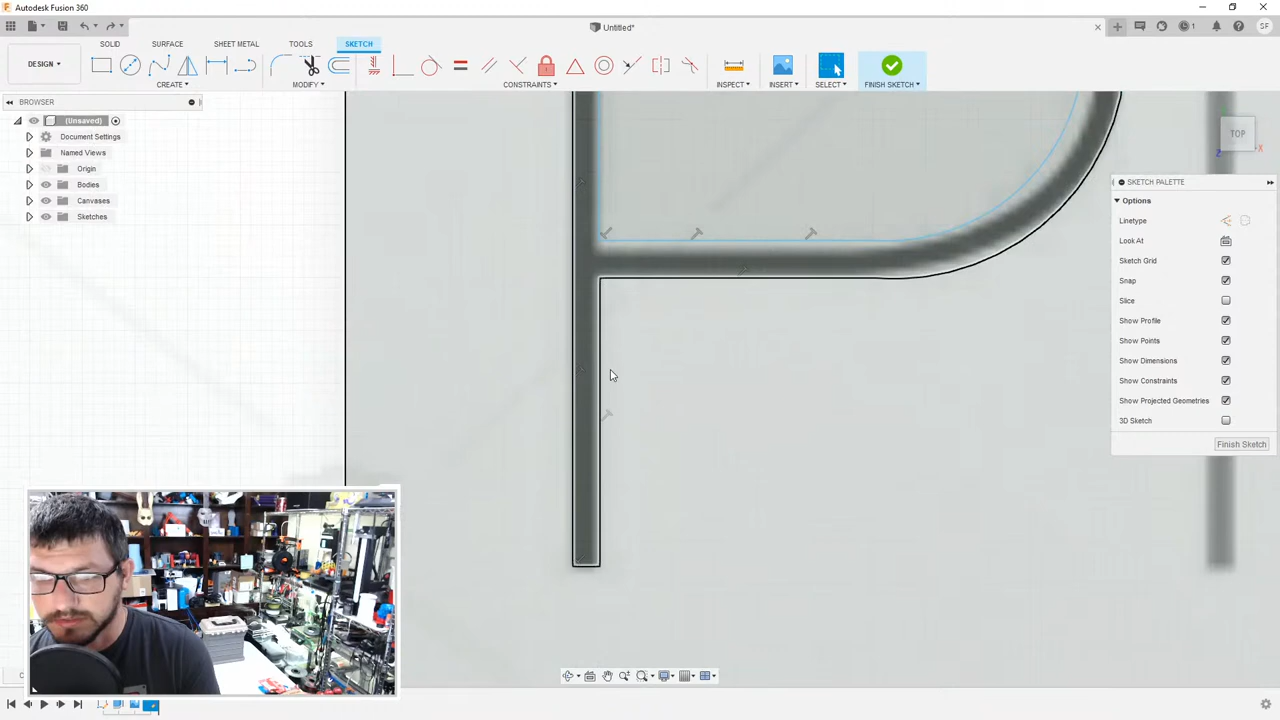 Autodesk Fusion 360
Untitled*
SF
1
DESIGN
SOLID SURFACE SHEET METAL TOOLS SKETCH
CREATE MODIFY CONSTRAINTS INSPECT INSERT SELECT FINISH SKETCH
BROWSER
(Unsaved)
Document Settings
Named Views
Origin
Bodies
Canvases
Sketches
TOP
X
Z
SKETCH PALETTE
Options
Linetype
Look At
Sketch Grid
Snap
Slice
Show Profile
Show Points
Show Dimensions
Show Constraints
Show Projected Geometries
3D Sketch
Finish Sketch